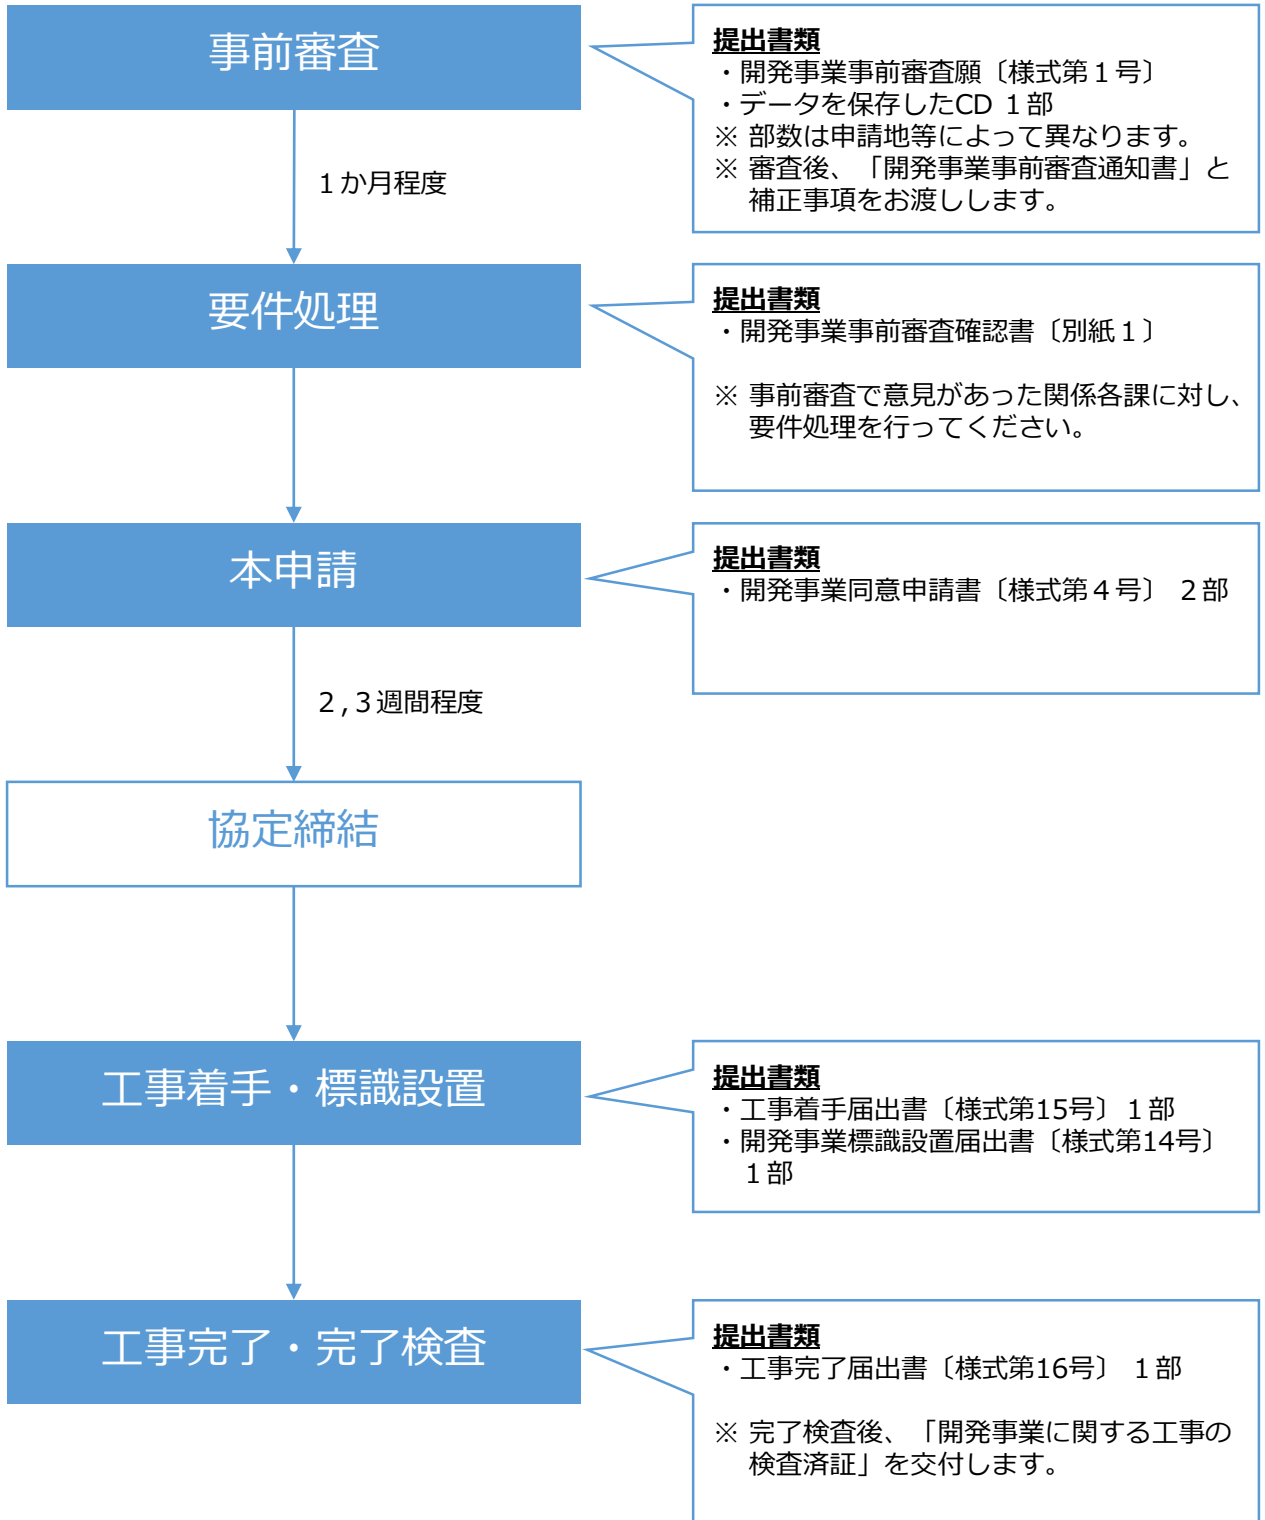 事前審査
提出書類
・開発事業事前審査願〔様式第１号〕
・データを保存したCD １部
※ 部数は申請地等によって異なります。
※ 審査後、「開発事業事前審査通知書」と
補正事項をお渡しします。
１か月程度
要件処理
提出書類
・開発事業事前審査確認書〔別紙１〕
※ 事前審査で意見があった関係各課に対し、
要件処理を行ってください。
本申請
提出書類
・開発事業同意申請書〔様式第４号〕 ２部
２,３週間程度
協定締結
工事着手・標識設置
提出書類
・工事着手届出書〔様式第15号〕１部
・開発事業標識設置届出書〔様式第14号〕
１部
工事完了・完了検査
提出書類
・工事完了届出書〔様式第16号〕 １部
※ 完了検査後、「開発事業に関する工事の
検査済証」を交付します。